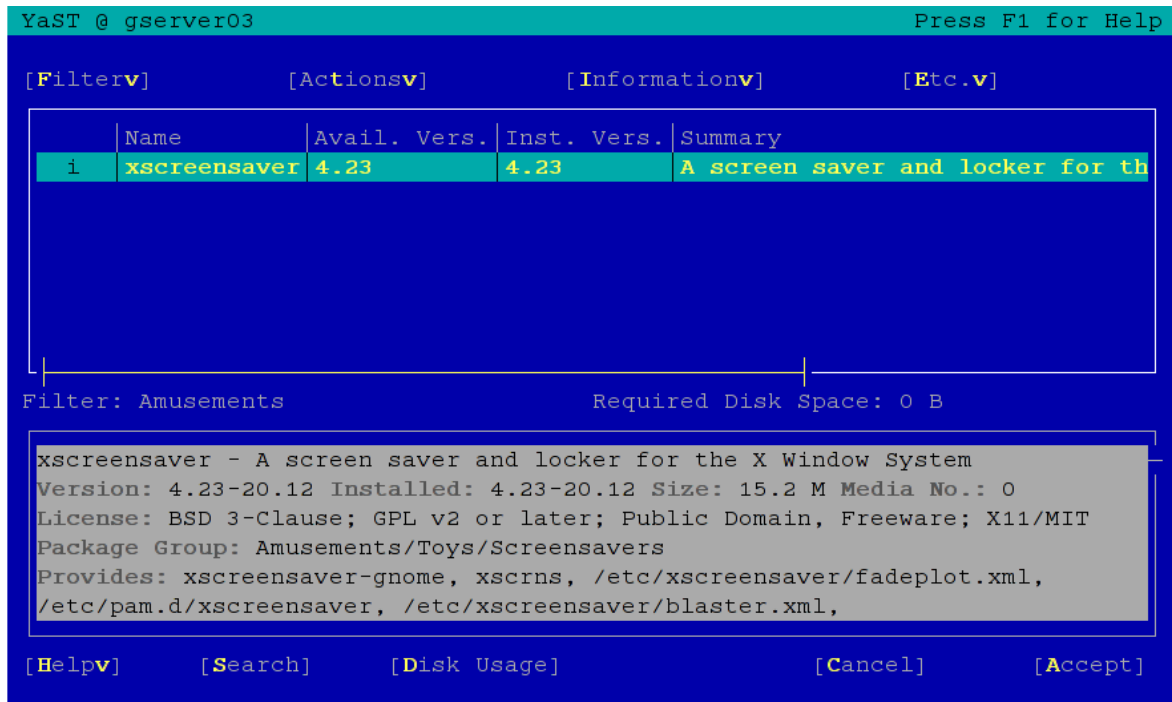 YaST @ gserver03 Press F1 for Help
[Filterv] [Actionsv] [Informationv] [Etc.v]
Name Avail. Vers. Inst. Vers. Summary
i xscreensaver 4.23 4.23 A screen saver and locker for th
Filter: Amusements Required Disk Space: 0 B
xscreensaver - A screen saver and locker for the X Window System
Version: 4.23-20.12 Installed: 4.23-20.12 Size: 15.2 M Media No.: 0
License: BSD 3-Clause; GPL v2 or later; Public Domain, Freeware; X11/MIT
Package Group: Amusements/Toys/Screensavers
Provides: xscreensaver-gnome, xscrns, /etc/xscreensaver/fadeplot.xml,
/etc/pam.d/xscreensaver, /etc/xscreensaver/blaster.xml,
[Helpv] [Search] [Disk Usage] [Cancel] [Accept]